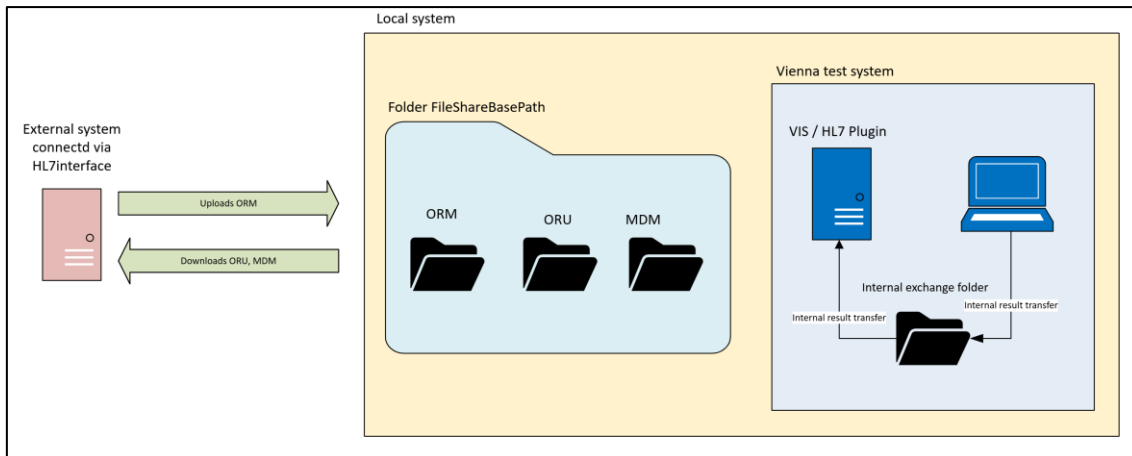 Local system
Vienna test system
Folder FileShareBasePath
VIS / HL7 Plugin
External system
connectd via
HL7interface
Uploads ORM
ORM
ORU
MDM
Downloads ORU, MDM
Internal exchange folder
Internal result transfer
Internal result transfer